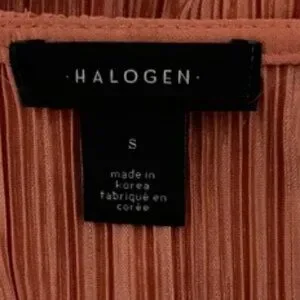 · HALOGEN ·
S
made in
korea
fabriqué en
corée